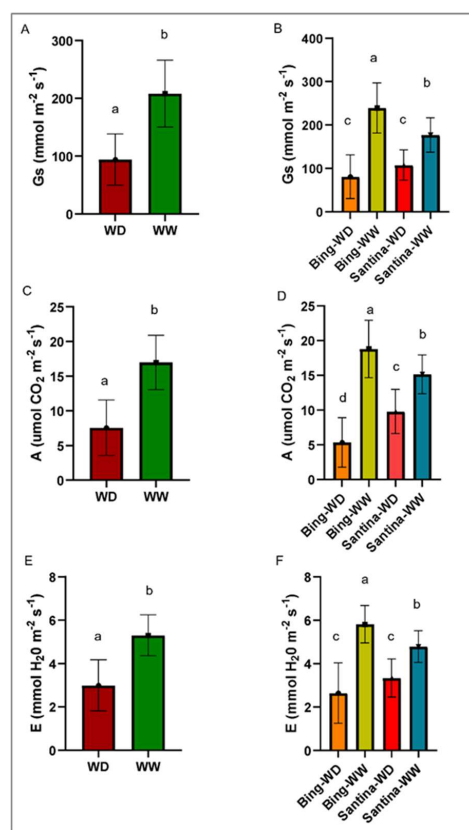 A
Gs (mmol m⁻² s⁻¹)
300
200
100
0
a
b
WD
WW
B
Gs (mmol m⁻² s⁻¹)
400
300
200
100
0
c
a
c
b
Bing-WD
Bing-WW
Santina-WD
Santina-WW
C
A (umol CO₂ m⁻² s⁻¹)
25
20
15
10
5
0
a
b
WD
WW
D
A (umol CO₂ m⁻² s⁻¹)
25
20
15
10
5
0
d
a
c
b
Bing-WD
Bing-WW
Santina-WD
Santina-WW
E
E (mmol H₂0 m⁻² s⁻¹)
8
6
4
2
0
a
b
WD
WW
F
E (mmol H₂0 m⁻² s⁻¹)
8
6
4
2
0
c
a
c
b
Bing-WD
Bing-WW
Santina-WD
Santina-WW